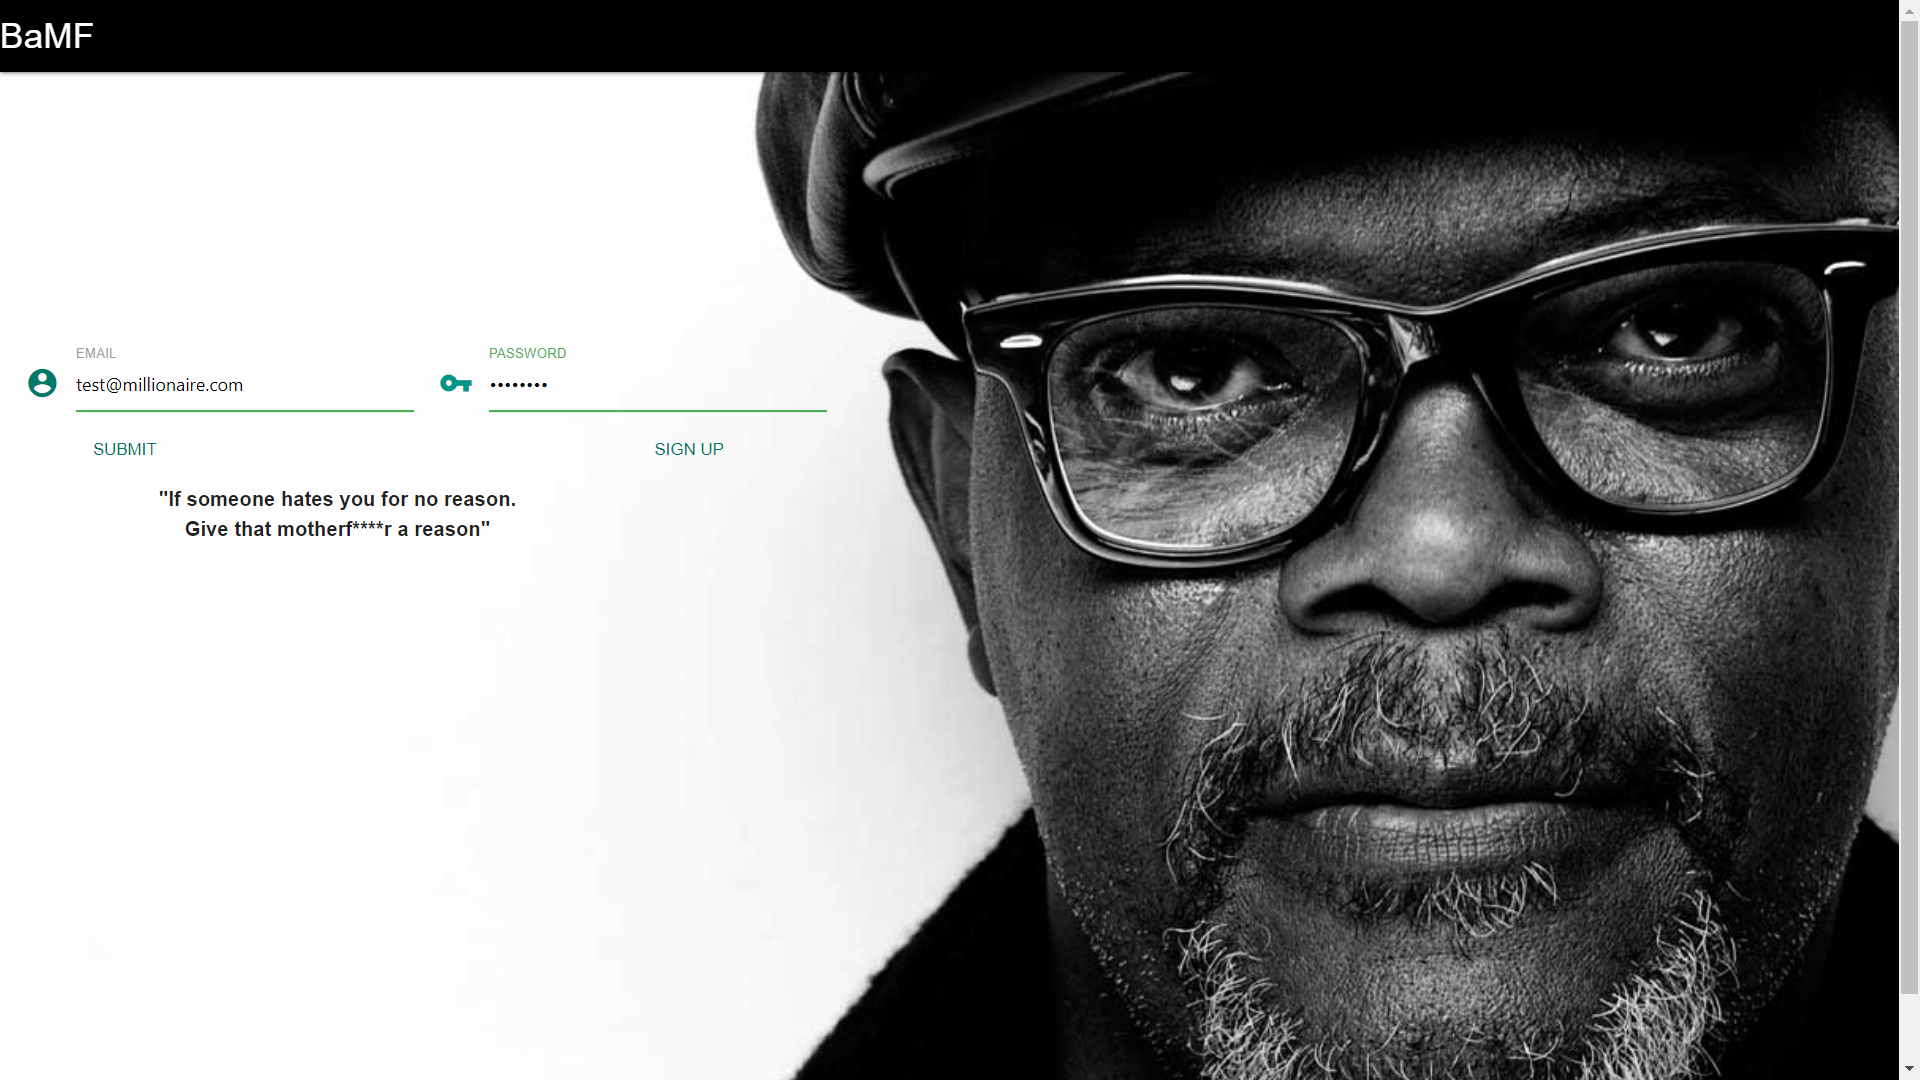 BaMF
EMAIL
PASSWORD
test@millionaire.com
••••••••
SUBMIT
SIGN UP
"If someone hates you for no reason.
Give that motherf****r a reason"